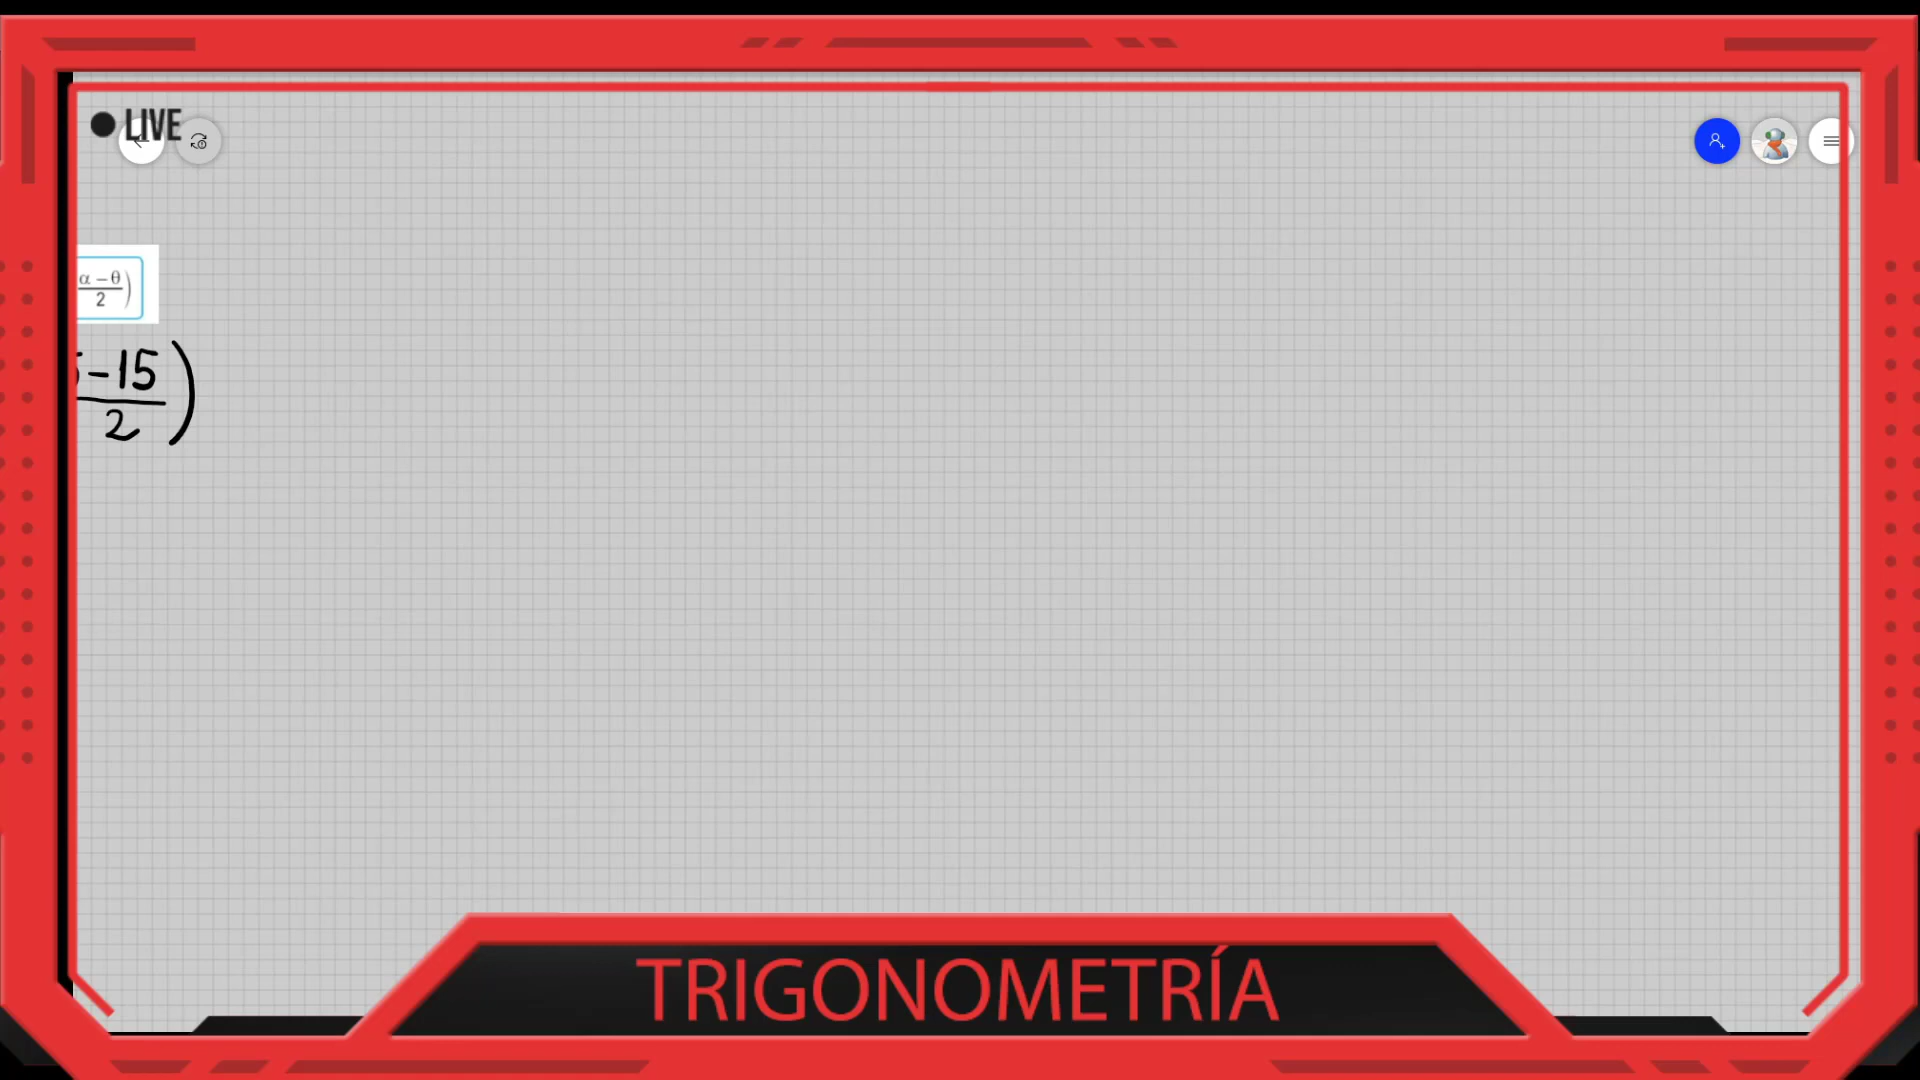 LIVE
α – θ
2 )
-15
2 )
TRIGONOMETRÍA